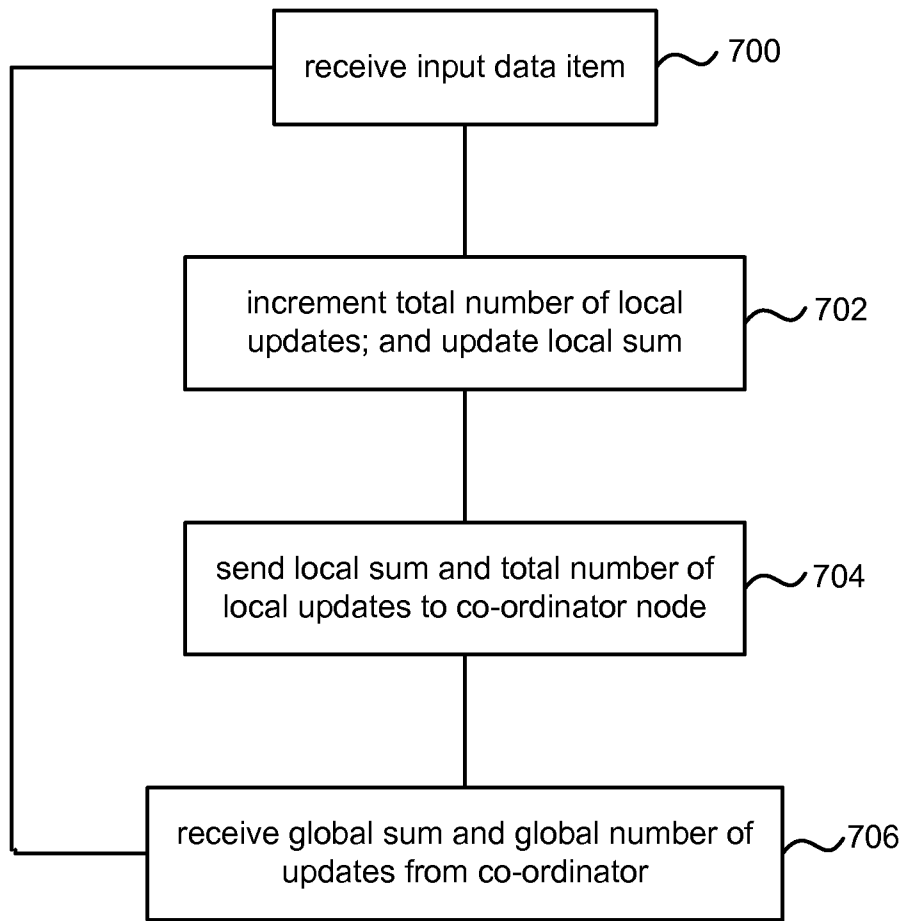 receive input data item
700
increment total number of local
updates; and update local sum
702
send local sum and total number of
local updates to co-ordinator node
704
receive global sum and global number of
updates from co-ordinator
706